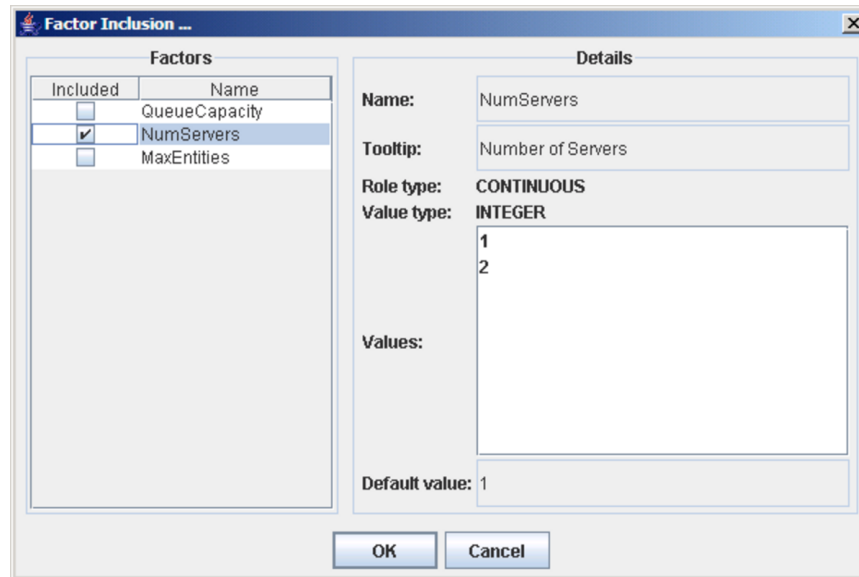 Factor Inclusion ...
Factors
Included Name
QueueCapacity
NumServers
MaxEntities
Details
Name: NumServers
Tooltip: Number of Servers
Role type: CONTINUOUS
Value type: INTEGER
Values:
1
2
Default value: 1
OK Cancel